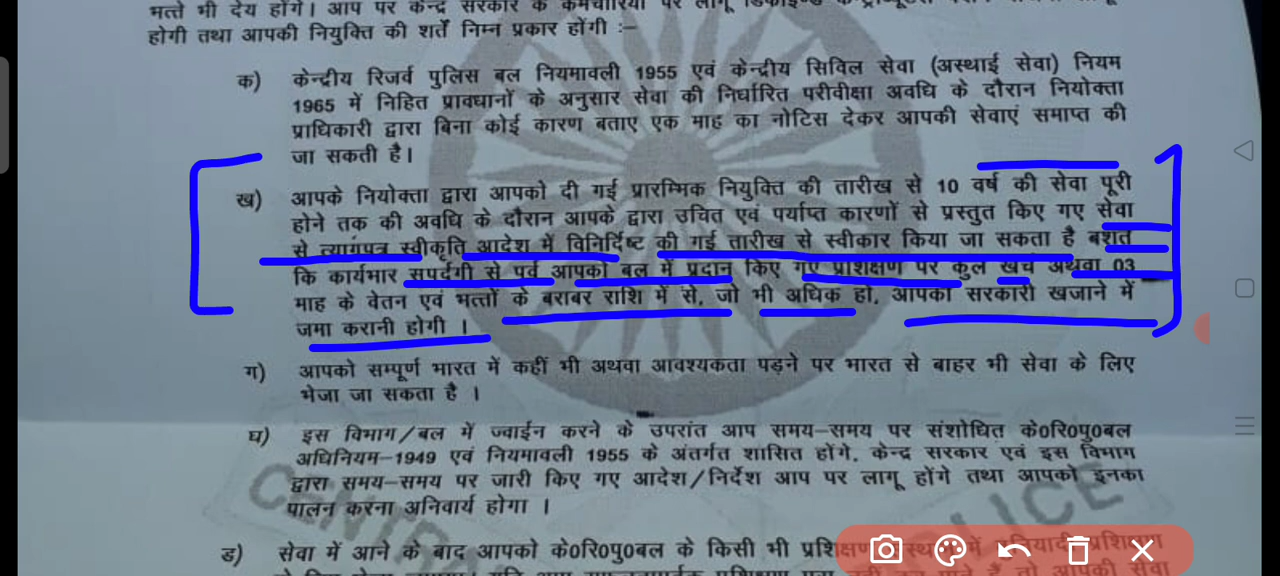 भत्ते भी देय होंगे। आप पर केन्द्र सरकार के कर्मचारियों पर लागू
होगी तथा आपकी नियुक्ति की शर्तें निम्न प्रकार होंगी :–
क) केन्द्रीय रिजर्व पुलिस बल नियमावली 1955 एवं केन्द्रीय सिविल सेवा (अस्थाई सेवा) नियम
1965 में निहित प्रावधानों के अनुसार सेवा की निर्धारित परीवीक्षा अवधि के दौरान नियोक्ता
प्राधिकारी द्वारा बिना कोई कारण बताए एक माह का नोटिस देकर आपकी सेवाएं समाप्त की
जा सकती है।
ख) आपके नियोक्ता द्वारा आपको दी गई प्रारम्भिक नियुक्ति की तारीख से 10 वर्ष की सेवा पूरी
होने तक की अवधि के दौरान आपके द्वारा उचित एवं पर्याप्त कारणों से प्रस्तुत किए गए सेवा
से त्यागपत्र स्वीकृति आदेश में विनिर्दिष्ट की गई तारीख से स्वीकार किया जा सकता है बशर्ते
कि कार्यभार सपर्दगी से पूर्व आपको बल में प्रदान किए गए प्रशिक्षण पर कुल खर्च अथवा 03
माह के वेतन एवं भत्तों के बराबर राशि में से, जो भी अधिक हो, आपको सरकारी खजाने में
जमा करानी होगी ।
ग) आपको सम्पूर्ण भारत में कहीं भी अथवा आवश्यकता पड़ने पर भारत से बाहर भी सेवा के लिए
भेजा जा सकता है ।
घ) इस विभाग/बल में ज्वाईन करने के उपरांत आप समय–समय पर संशोधित के0रि0पु0बल
अधिनियम–1949 एवं नियमावली 1955 के अंतर्गत शासित होंगे, केन्द्र सरकार एवं इस विभाग
द्वारा समय–समय पर जारी किए गए आदेश/निर्देश आप पर लागू होंगे तथा आपको इनका
पालन करना अनिवार्य होगा ।
ड) सेवा में आने के बाद आपको के0रि0पु0बल के किसी भी